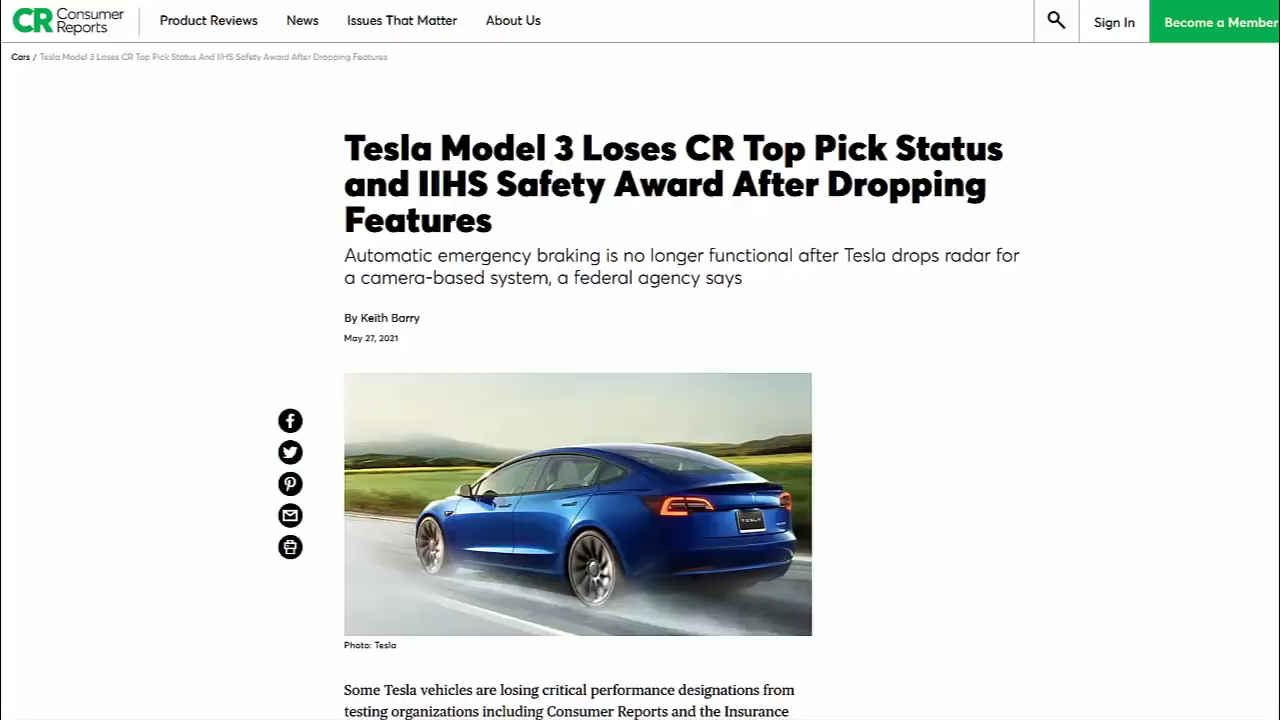 CR Consumer Reports
Product Reviews
News
Issues That Matter
About Us
Sign In
Become a Member
Cars / Tesla Model 3 Loses CR Top Pick Status And IIHS Safety Award After Dropping Features
Tesla Model 3 Loses CR Top Pick Status
and IIHS Safety Award After Dropping
Features
Automatic emergency braking is no longer functional after Tesla drops radar for
a camera-based system, a federal agency says
By Keith Barry
May 27, 2021
TESLA
Photo: Tesla
Some Tesla vehicles are losing critical performance designations from
testing organizations including Consumer Reports and the Insurance